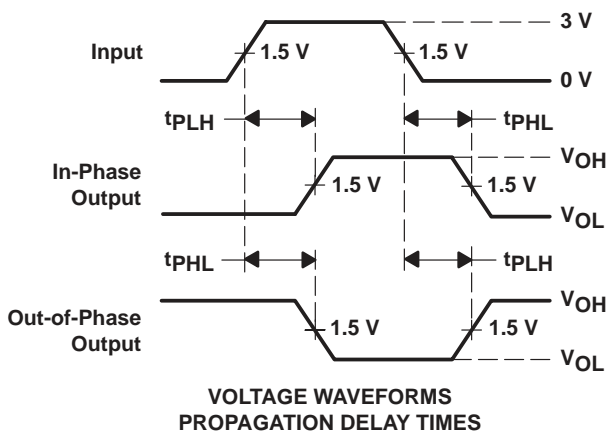 3 V
Input
1.5 V
1.5 V
0 V
tPLH
tPHL
VOH
In-Phase
Output
1.5 V
1.5 V
VOL
tPHL
tPLH
VOH
Out-of-Phase
Output
1.5 V
1.5 V
VOL
VOLTAGE WAVEFORMS
PROPAGATION DELAY TIMES